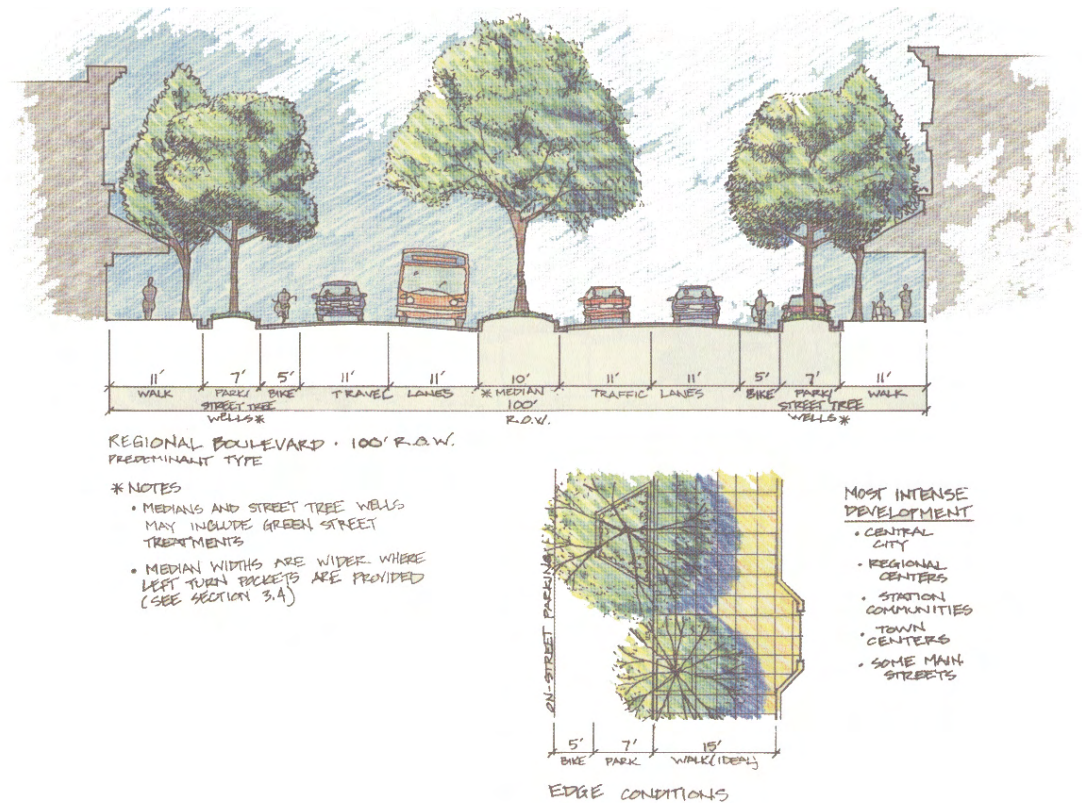 11' 7' 5' 11' 11' 10' 11' 11' 5' 7' 11'
WALK PARK/ BIKE TRAVEL LANES * MEDIAN TRAFFIC LANES BIKE PARK/ WALK
STREET TREE 100' STREET TREE
WELLS* R.O.W. WELLS*
REGIONAL BOULEVARD · 100' R.O.W.
PREDOMINANT TYPE
* NOTES
• MEDIANS AND STREET TREE WELLS
MAY INCLUDE GREEN STREET
TREATMENTS
• MEDIAN WIDTHS ARE WIDER WHERE
LEFT TURN POCKETS ARE PROVIDED
(SEE SECTION 3.4)
ON-STREET PARKING
5' 7' 15'
BIKE PARK WALK (IDEAL)
EDGE CONDITIONS
MOST INTENSE
DEVELOPMENT
• CENTRAL
CITY
• REGIONAL
CENTERS
• STATION
COMMUNITIES
• TOWN
CENTERS
• SOME MAIN
STREETS